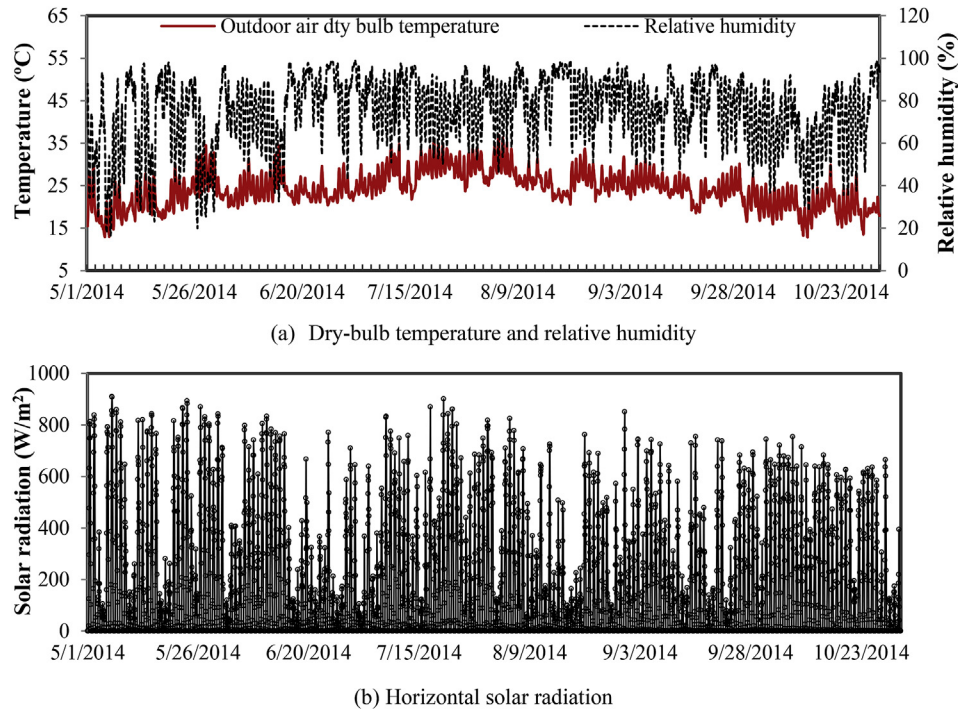 65
55
45
35
25
15
5
Temperature (ºC)
Outdoor air dty bulb temperature
Relative humidity
120
100
80
60
40
20
0
Relative humidity (%)
5/1/2014 5/26/2014 6/20/2014 7/15/2014 8/9/2014 9/3/2014 9/28/2014 10/23/2014
(a) Dry-bulb temperature and relative humidity
1000
800
600
400
200
0
Solar radiation (W/m²)
5/1/2014 5/26/2014 6/20/2014 7/15/2014 8/9/2014 9/3/2014 9/28/2014 10/23/2014
(b) Horizontal solar radiation